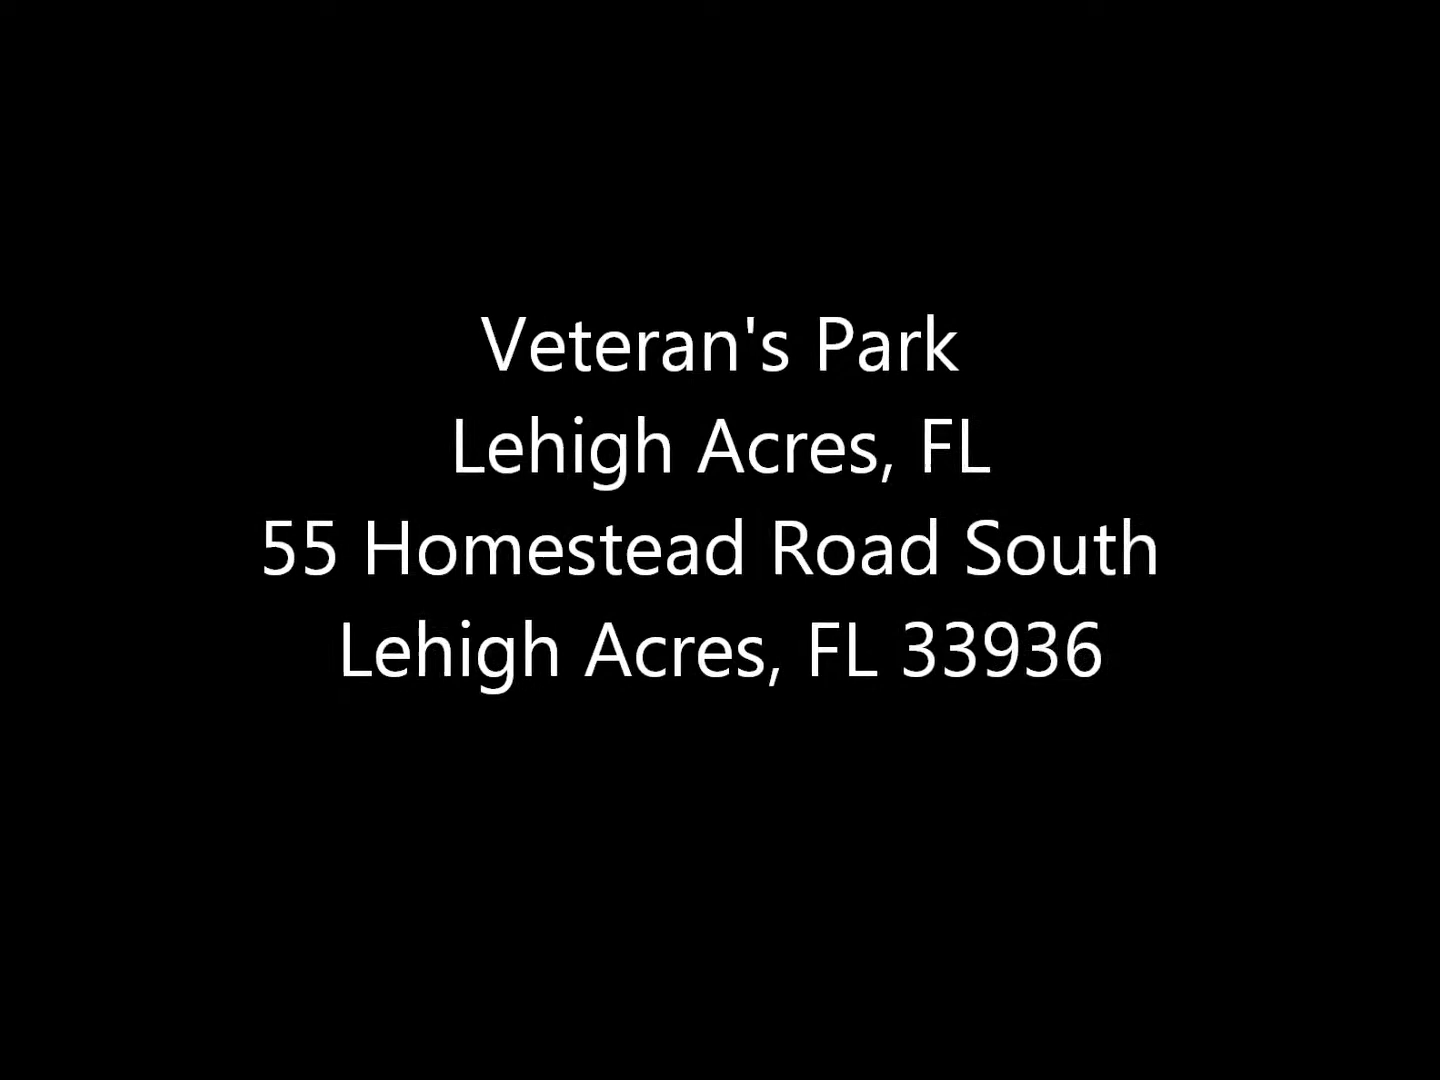 Veteran's Park
Lehigh Acres, FL
55 Homestead Road South
Lehigh Acres, FL 33936